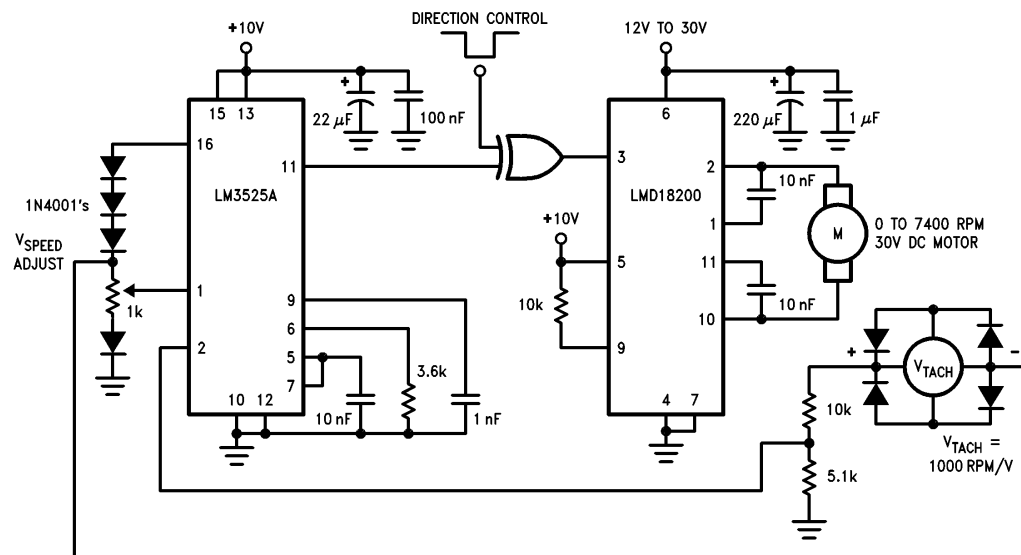 DIRECTION CONTROL
+10V
12V TO 30V
15 13
+
22 μF
100 nF
6
+
220 μF
1 μF
16
11
LM3525A
3
2
LMD18200
10 nF
1
1N4001's
V_SPEED
ADJUST
+10V
M
0 TO 7400 RPM
30V DC MOTOR
5
11
1
1k
9
10k
10 nF
10
6
2
9
5
3.6k
7
+
V_TACH
-
10 12
10 nF
1 nF
4 7
10k
V_TACH =
1000 RPM/V
5.1k